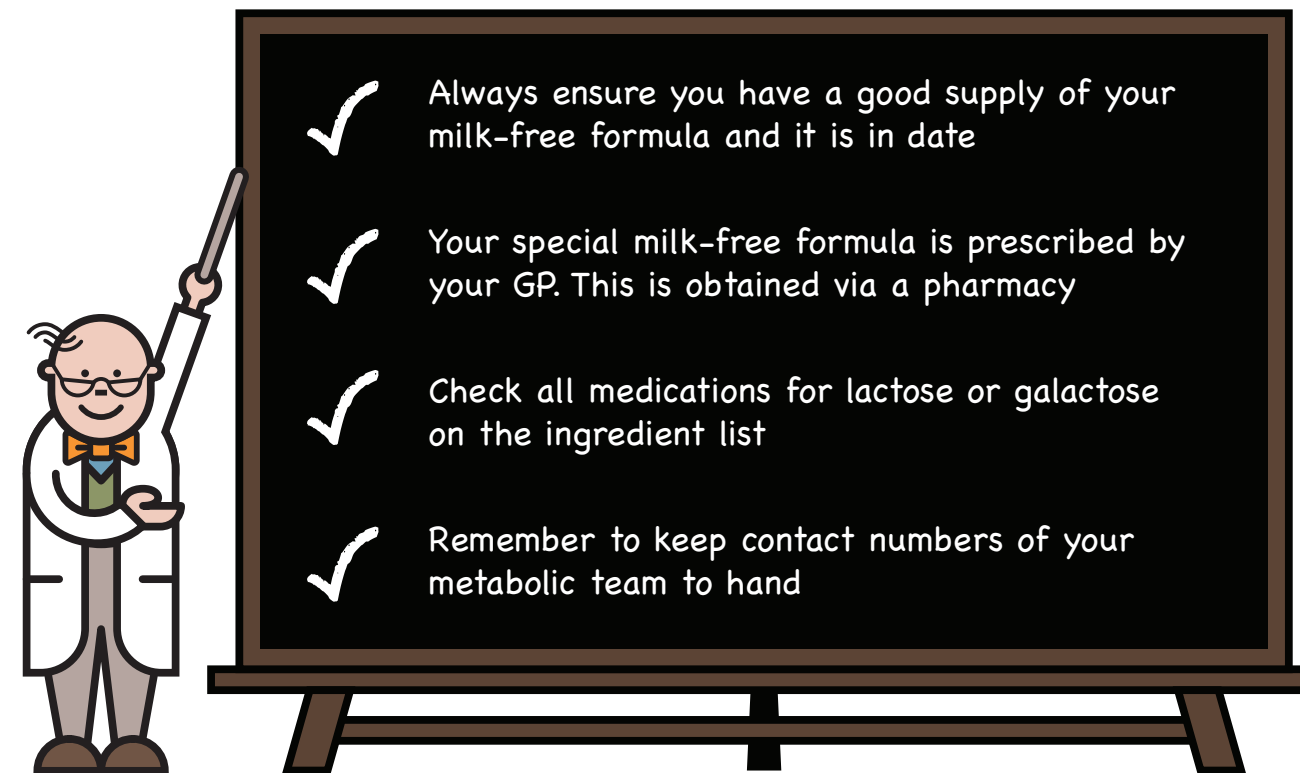 Always ensure you have a good supply of your
milk-free formula and it is in date
Your special milk-free formula is prescribed by
your GP. This is obtained via a pharmacy
Check all medications for lactose or galactose
on the ingredient list
Remember to keep contact numbers of your
metabolic team to hand